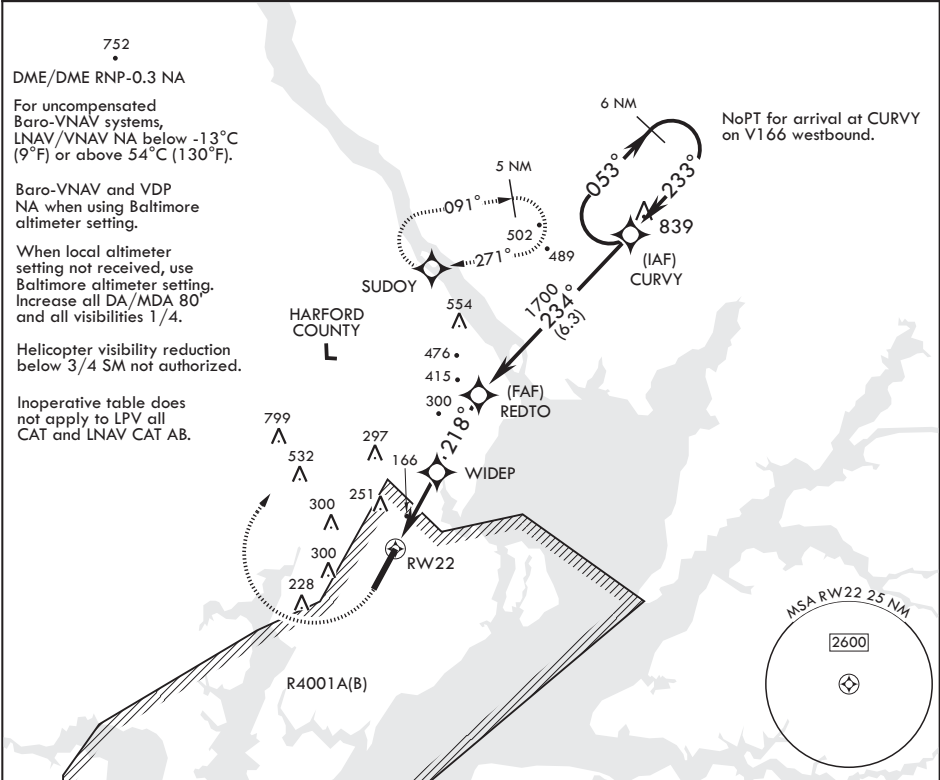 752
DME/DME RNP-0.3 NA
For uncompensated
Baro-VNAV systems,
LNAV/VNAV NA below -13°C
(9°F) or above 54°C (130°F).
Baro-VNAV and VDP
NA when using Baltimore
altimeter setting.
When local altimeter
setting not received, use
Baltimore altimeter setting.
Increase all DA/MDA 80'
and all visibilities 1/4.
Helicopter visibility reduction
below 3/4 SM not authorized.
Inoperative table does
not apply to LPV all
CAT and LNAV CAT AB.
6 NM
NoPT for arrival at CURVY
on V166 westbound.
053°
233°
839
(IAF)
CURVY
5 NM
091°
502
271°
489
SUDOY
1700
234°
(6.3)
HARFORD
COUNTY
554
476
415
300
(FAF)
REDTO
218°
WIDEP
799
532
297
166
251
300
300
228
RW22
R4001A(B)
MSA RW22 25 NM
2600